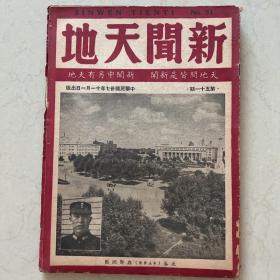 SINWEN TIENTI No. 51
新聞天地
天地間皆是新聞 新聞中另有天地
第五十一期
中華民國卅七年十一月一日出版